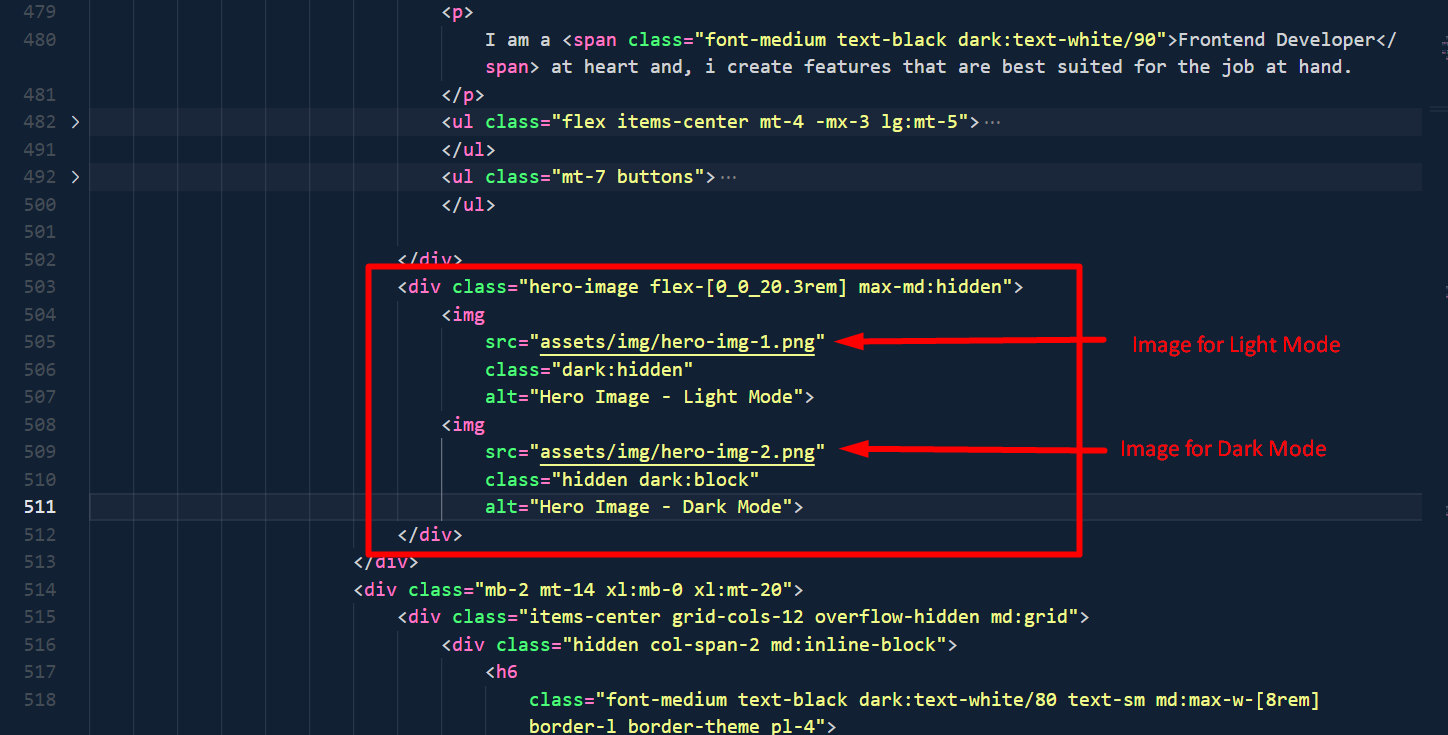 479 <p>
480 I am a <span class="font-medium text-black dark:text-white/90">Frontend Developer</
span> at heart and, i create features that are best suited for the job at hand.
481 </p>
482 <ul class="flex items-center mt-4 -mx-3 lg:mt-5">···
491 </ul>
492 <ul class="mt-7 buttons">···
500 </ul>
501
502 </div>
503 <div class="hero-image flex-[0_0_20.3rem] max-md:hidden">
504 <img
505 src="assets/img/hero-img-1.png" Image for Light Mode
506 class="dark:hidden"
507 alt="Hero Image - Light Mode">
508 <img
509 src="assets/img/hero-img-2.png" Image for Dark Mode
510 class="hidden dark:block"
511 alt="Hero Image - Dark Mode">
512 </div>
513 </div>
514 <div class="mb-2 mt-14 xl:mb-0 xl:mt-20">
515 <div class="items-center grid-cols-12 overflow-hidden md:grid">
516 <div class="hidden col-span-2 md:inline-block">
517 <h6
518 class="font-medium text-black dark:text-white/80 text-sm md:max-w-[8rem]
border-l border-theme pl-4">